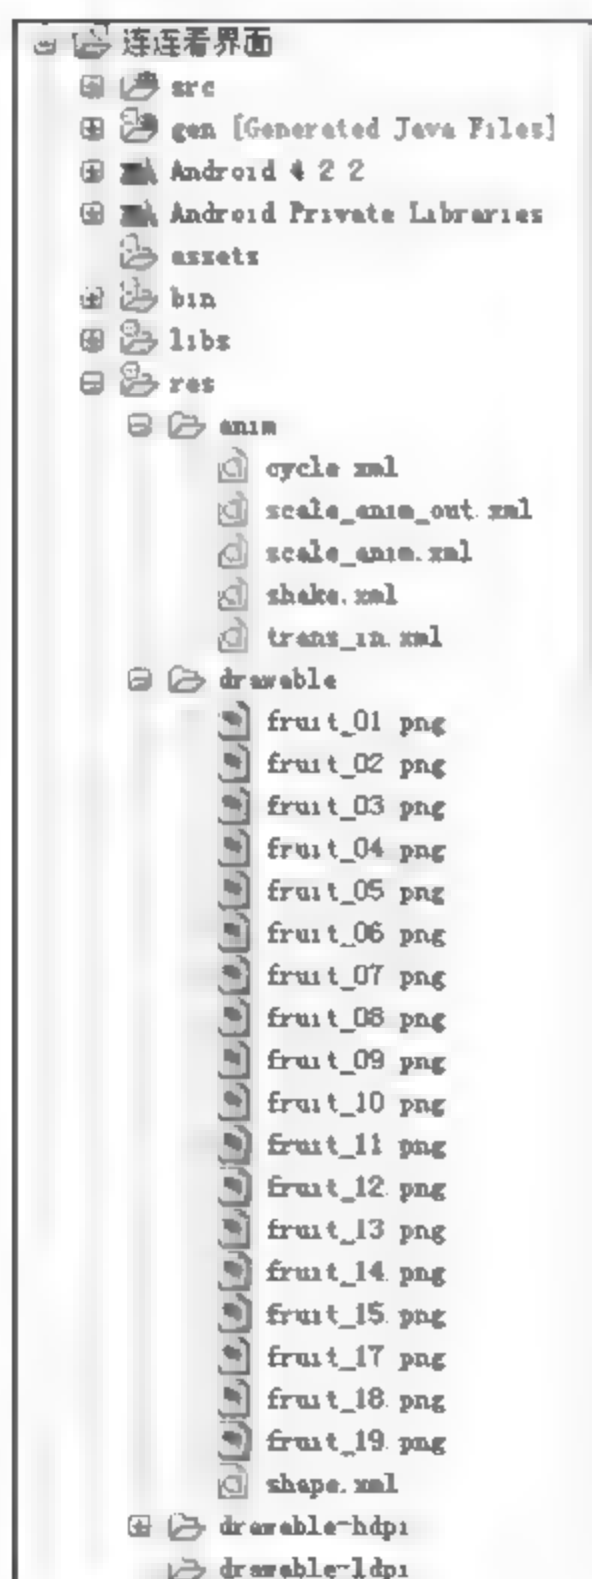 连连看界面
src
gen [Generated Java Files]
Android 4.2.2
Android Private Libraries
assets
bin
libs
res
anim
cycle.xml
scale_anim_out.xml
scale_anim.xml
shake.xml
trans_in.xml
drawable
fruit_01.png
fruit_02.png
fruit_03.png
fruit_04.png
fruit_05.png
fruit_06.png
fruit_07.png
fruit_08.png
fruit_09.png
fruit_10.png
fruit_11.png
fruit_12.png
fruit_13.png
fruit_14.png
fruit_15.png
fruit_17.png
fruit_18.png
fruit_19.png
shape.xml
drawable-hdpi
drawable-ldpi